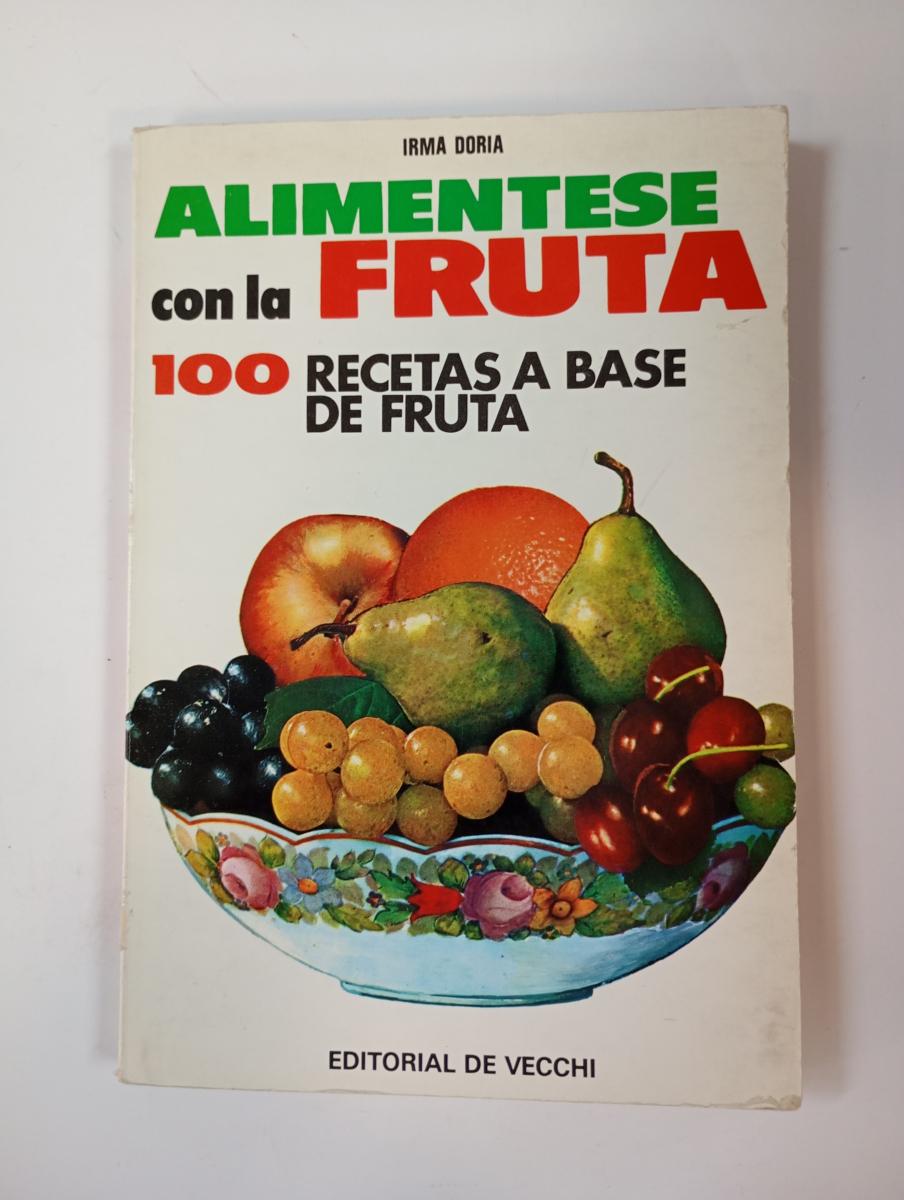 IRMA DORIA
ALIMENTESE
con la FRUTA
100 RECETAS A BASE
DE FRUTA
EDITORIAL DE VECCHI